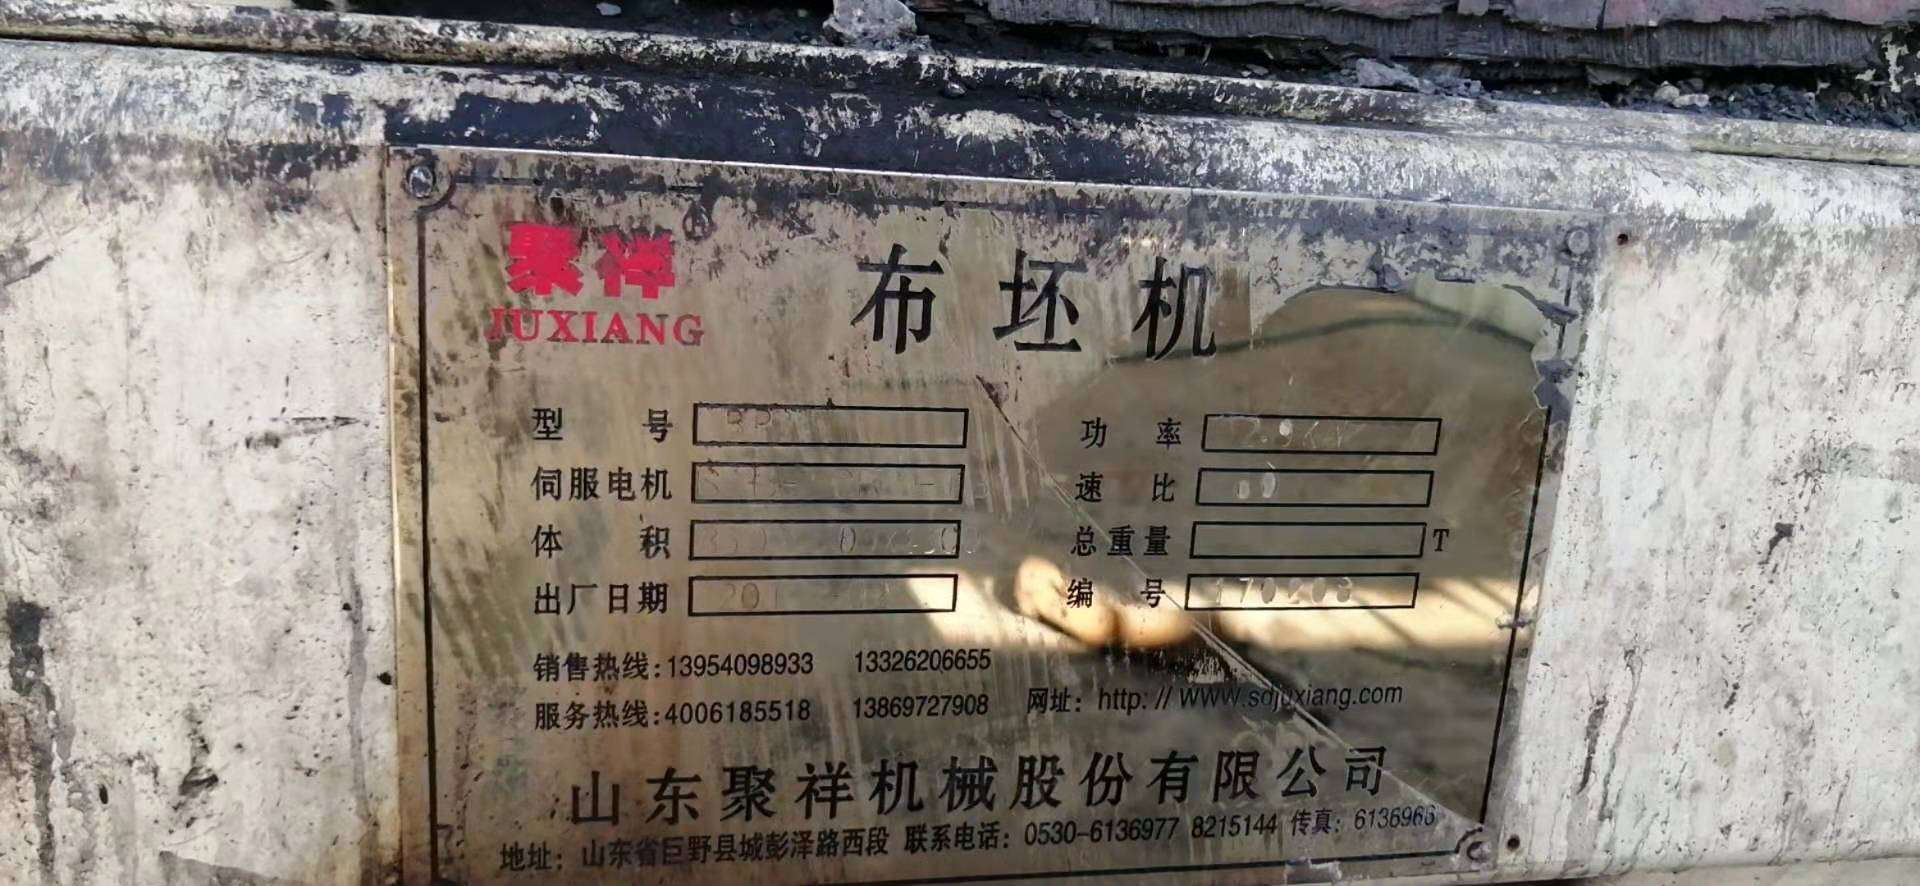 聚祥
JUXIANG
布坯机
型号
功率
伺服电机
速比
体积
总重量 T
出厂日期
编号 170208
销售热线:13954098933 13326206655
服务热线:4006185518 13869727908 网址: http: // www.sdjuxiang.com
山东聚祥机械股份有限公司
地址: 山东省巨野县城彭泽路西段 联系电话: 0530-6136977 8215144 传真: 6136966